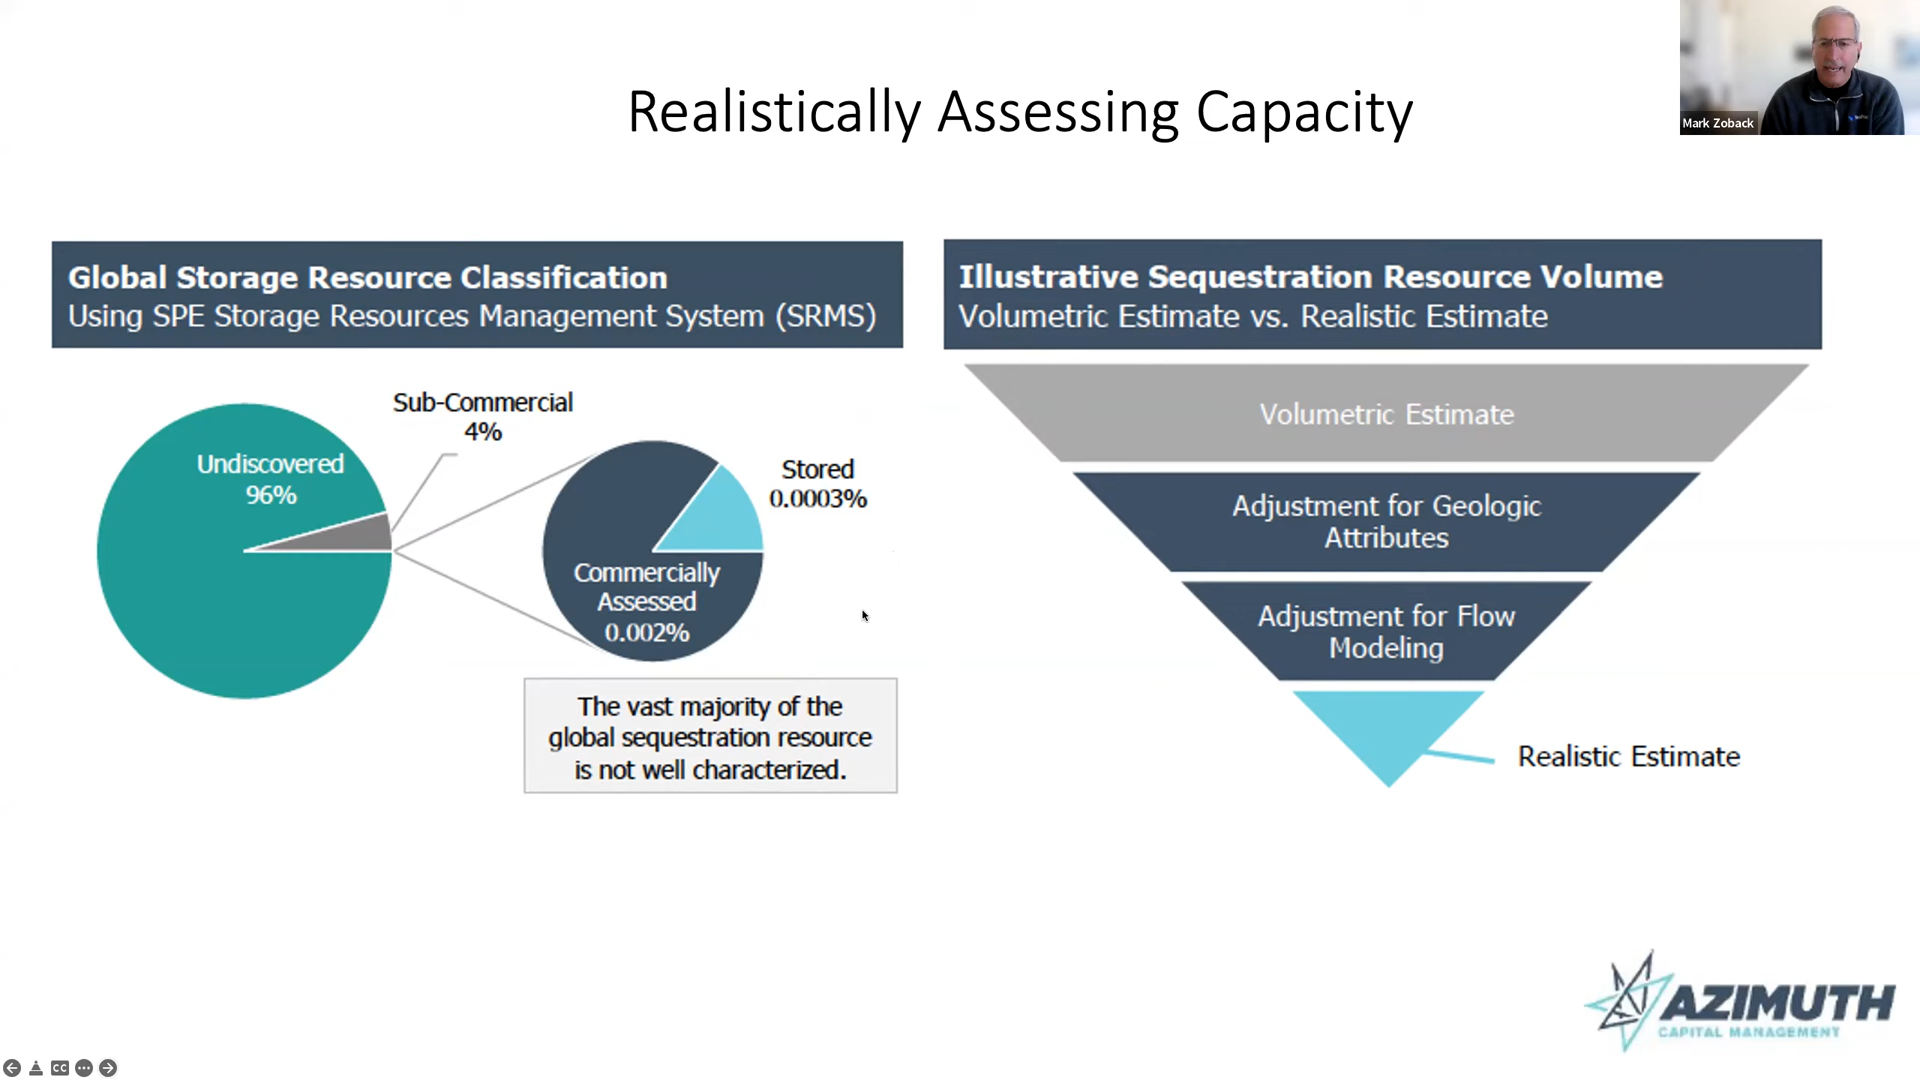 Realistically Assessing Capacity
Mark Zoback
Global Storage Resource Classification
Using SPE Storage Resources Management System (SRMS)
Sub-Commercial
4%
Undiscovered
96%
Stored
0.0003%
Commercially
Assessed
0.002%
The vast majority of the
global sequestration resource
is not well characterized.
Illustrative Sequestration Resource Volume
Volumetric Estimate vs. Realistic Estimate
Volumetric Estimate
Adjustment for Geologic
Attributes
Adjustment for Flow
Modeling
Realistic Estimate
AZIMUTH
CAPITAL MANAGEMENT
CC